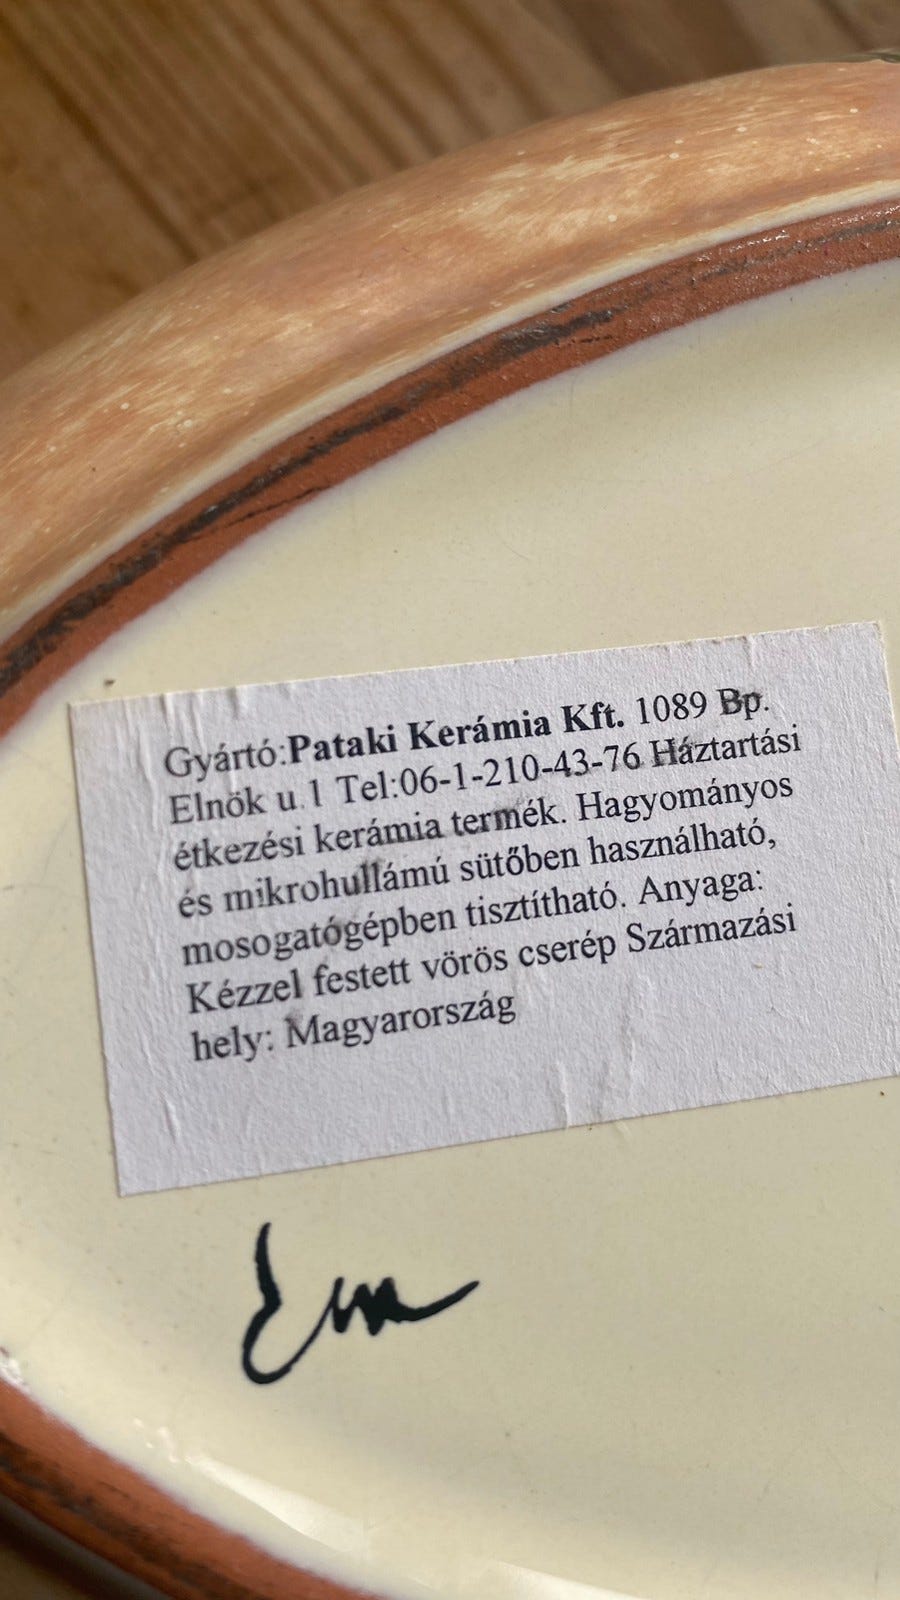 Gyártó:Pataki Kerámia Kft. 1089 Bp.
Elnök u.1 Tel:06-1-210-43-76 Háztartási
étkezési kerámia termék. Hagyományos
és mikrohullámú sütőben használható,
mosogatógépben tisztítható. Anyaga:
Kézzel festett vörös cserép Származási
hely: Magyarország